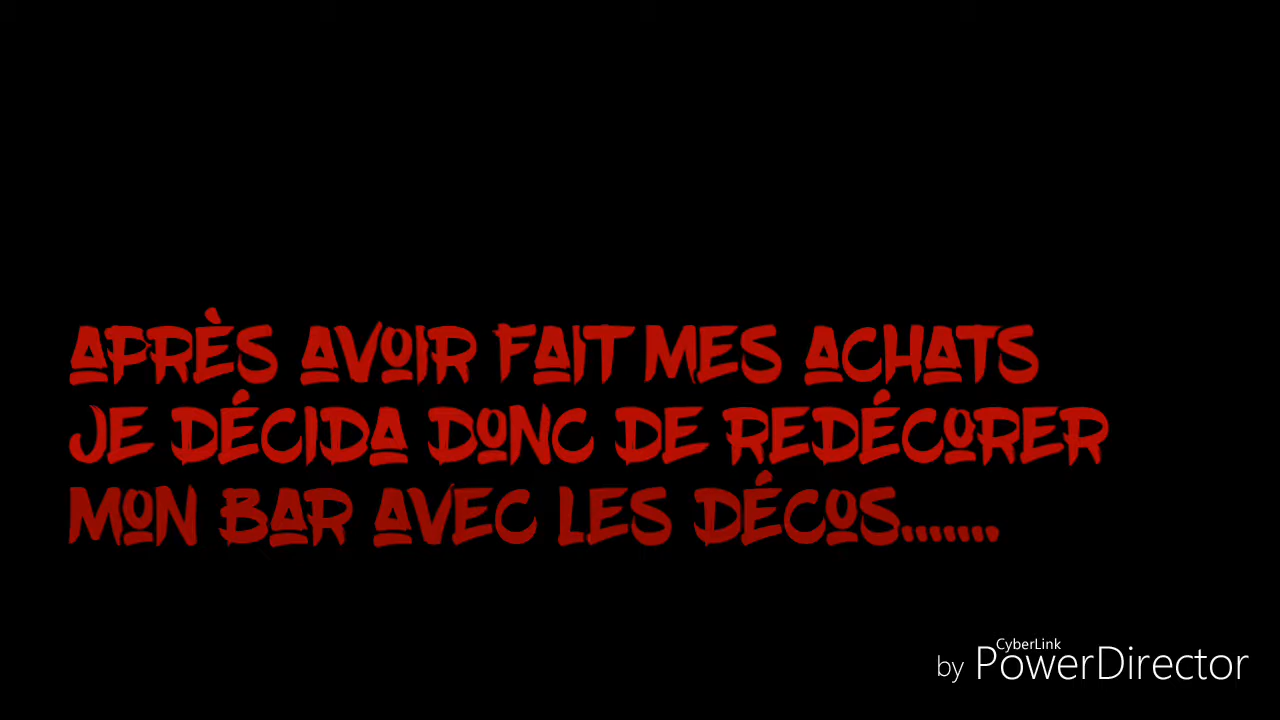 APRÈS AVOIR FAIT MES ACHATS
JE DÉCIDA DONC DE REDÉCORER
MON BAR AVEC LES DÉCOS.......
CyberLink
by PowerDirector